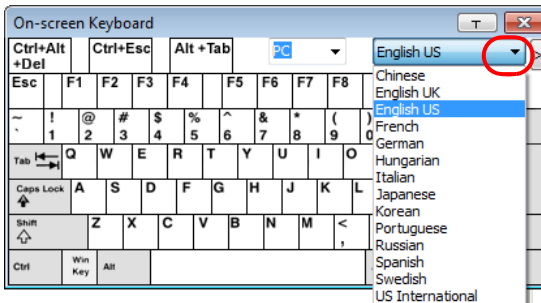 On-screen Keyboard
Ctrl+Alt +Del Ctrl+Esc Alt +Tab PC English US >
Esc F1 F2 F3 F4 F5 F6 F7 F8
~ ! @ # $ % ^ & * ( )
` 1 2 3 4 5 6 7 8 9 0
Tab Q W E R T Y U I O
Caps Lock A S D F G H J K L
Shift Z X C V B N M <
,
Ctrl Win Key Alt
Chinese
English UK
English US
French
German
Hungarian
Italian
Japanese
Korean
Portuguese
Russian
Spanish
Swedish
US International